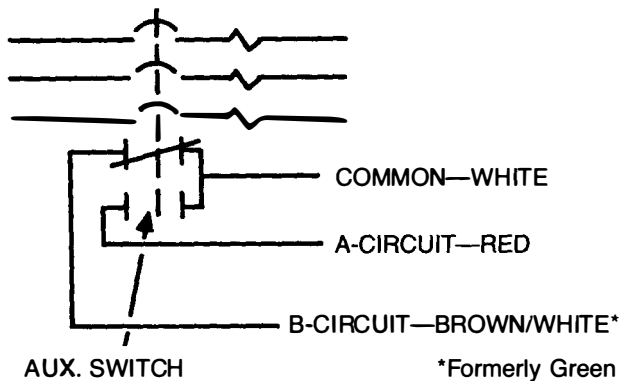 COMMON—WHITE
A-CIRCUIT—RED
B-CIRCUIT—BROWN/WHITE*
AUX. SWITCH
*Formerly Green